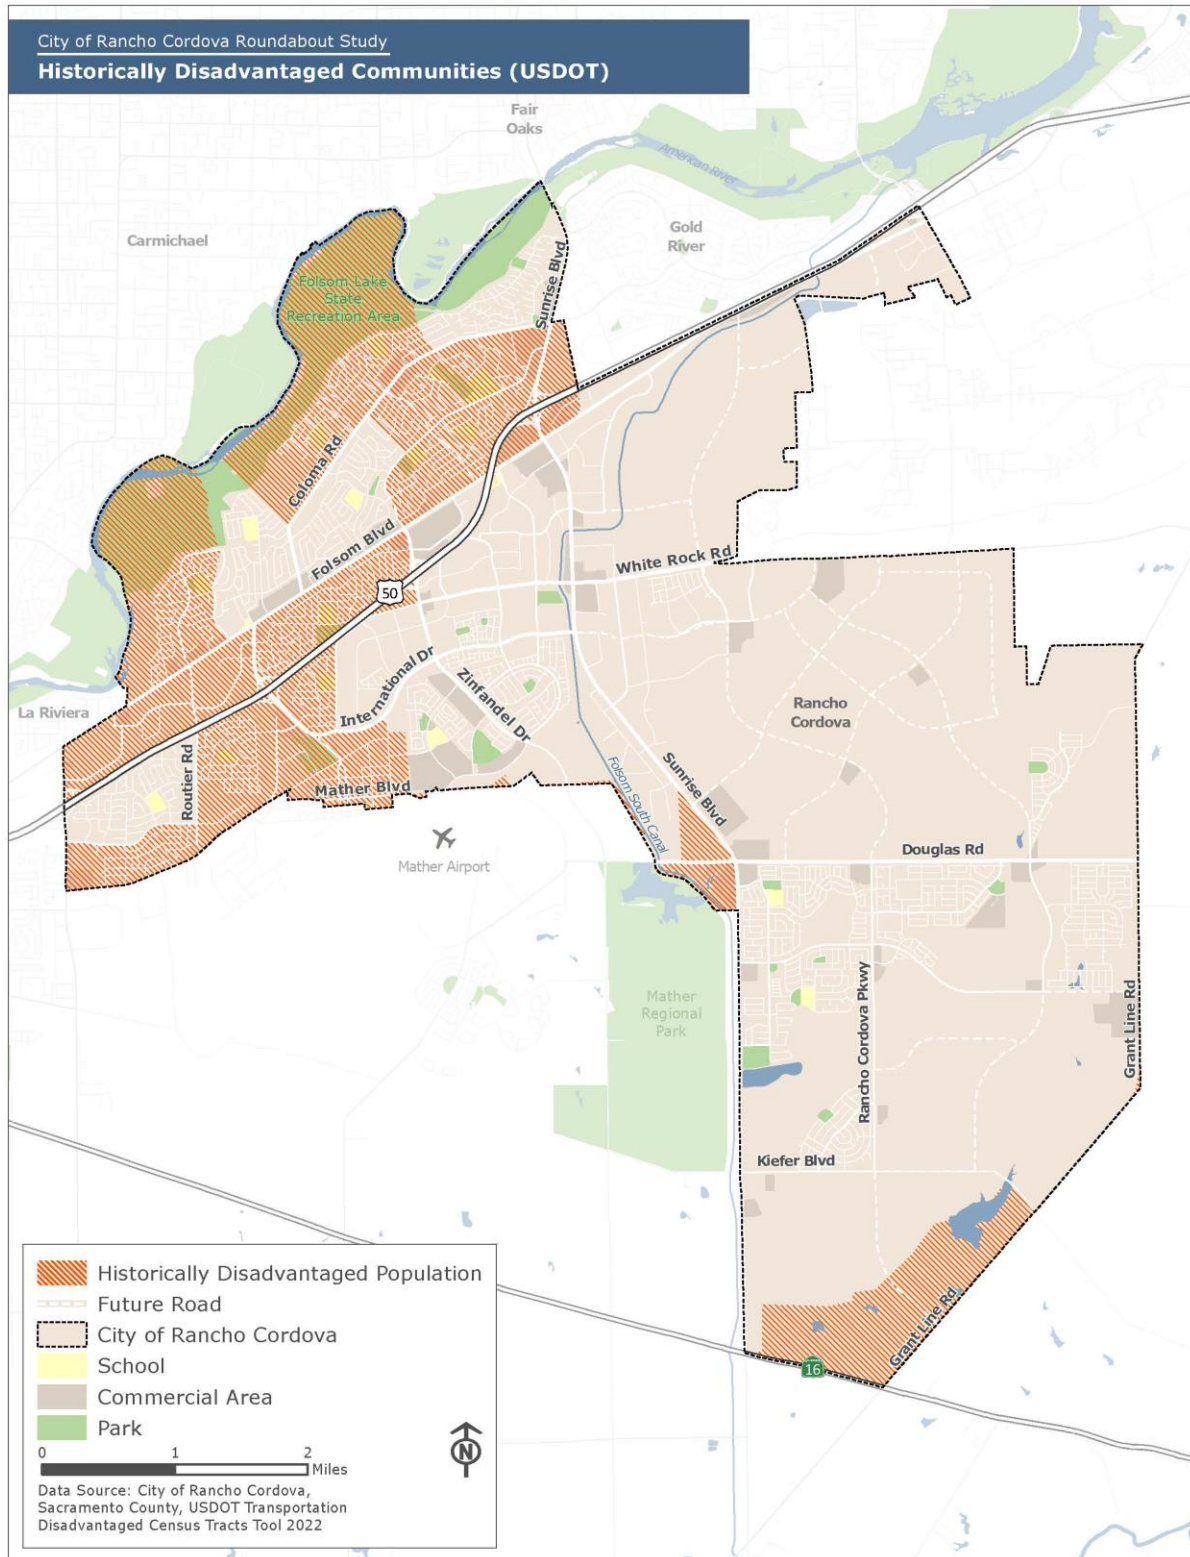 City of Rancho Cordova Roundabout Study
Historically Disadvantaged Communities (USDOT)
Fair
Oaks
American River
Carmichael
Gold
River
Folsom Lake
State
Recreation Area
Sunrise Blvd
Coloma Rd
Folsom Blvd
White Rock Rd
50
International Dr
Zinfandel Dr
La Riviera
Rancho
Cordova
Routier Rd
Mather Blvd
Folsom South Canal
Sunrise Blvd
Mather Airport
Douglas Rd
Mather
Regional
Park
Rancho Cordova Pkwy
Grant Line Rd
Kiefer Blvd
Grant Line Rd
16
Historically Disadvantaged Population
Future Road
City of Rancho Cordova
School
Commercial Area
Park
0 1 2
Miles
N
Data Source: City of Rancho Cordova,
Sacramento County, USDOT Transportation
Disadvantaged Census Tracts Tool 2022